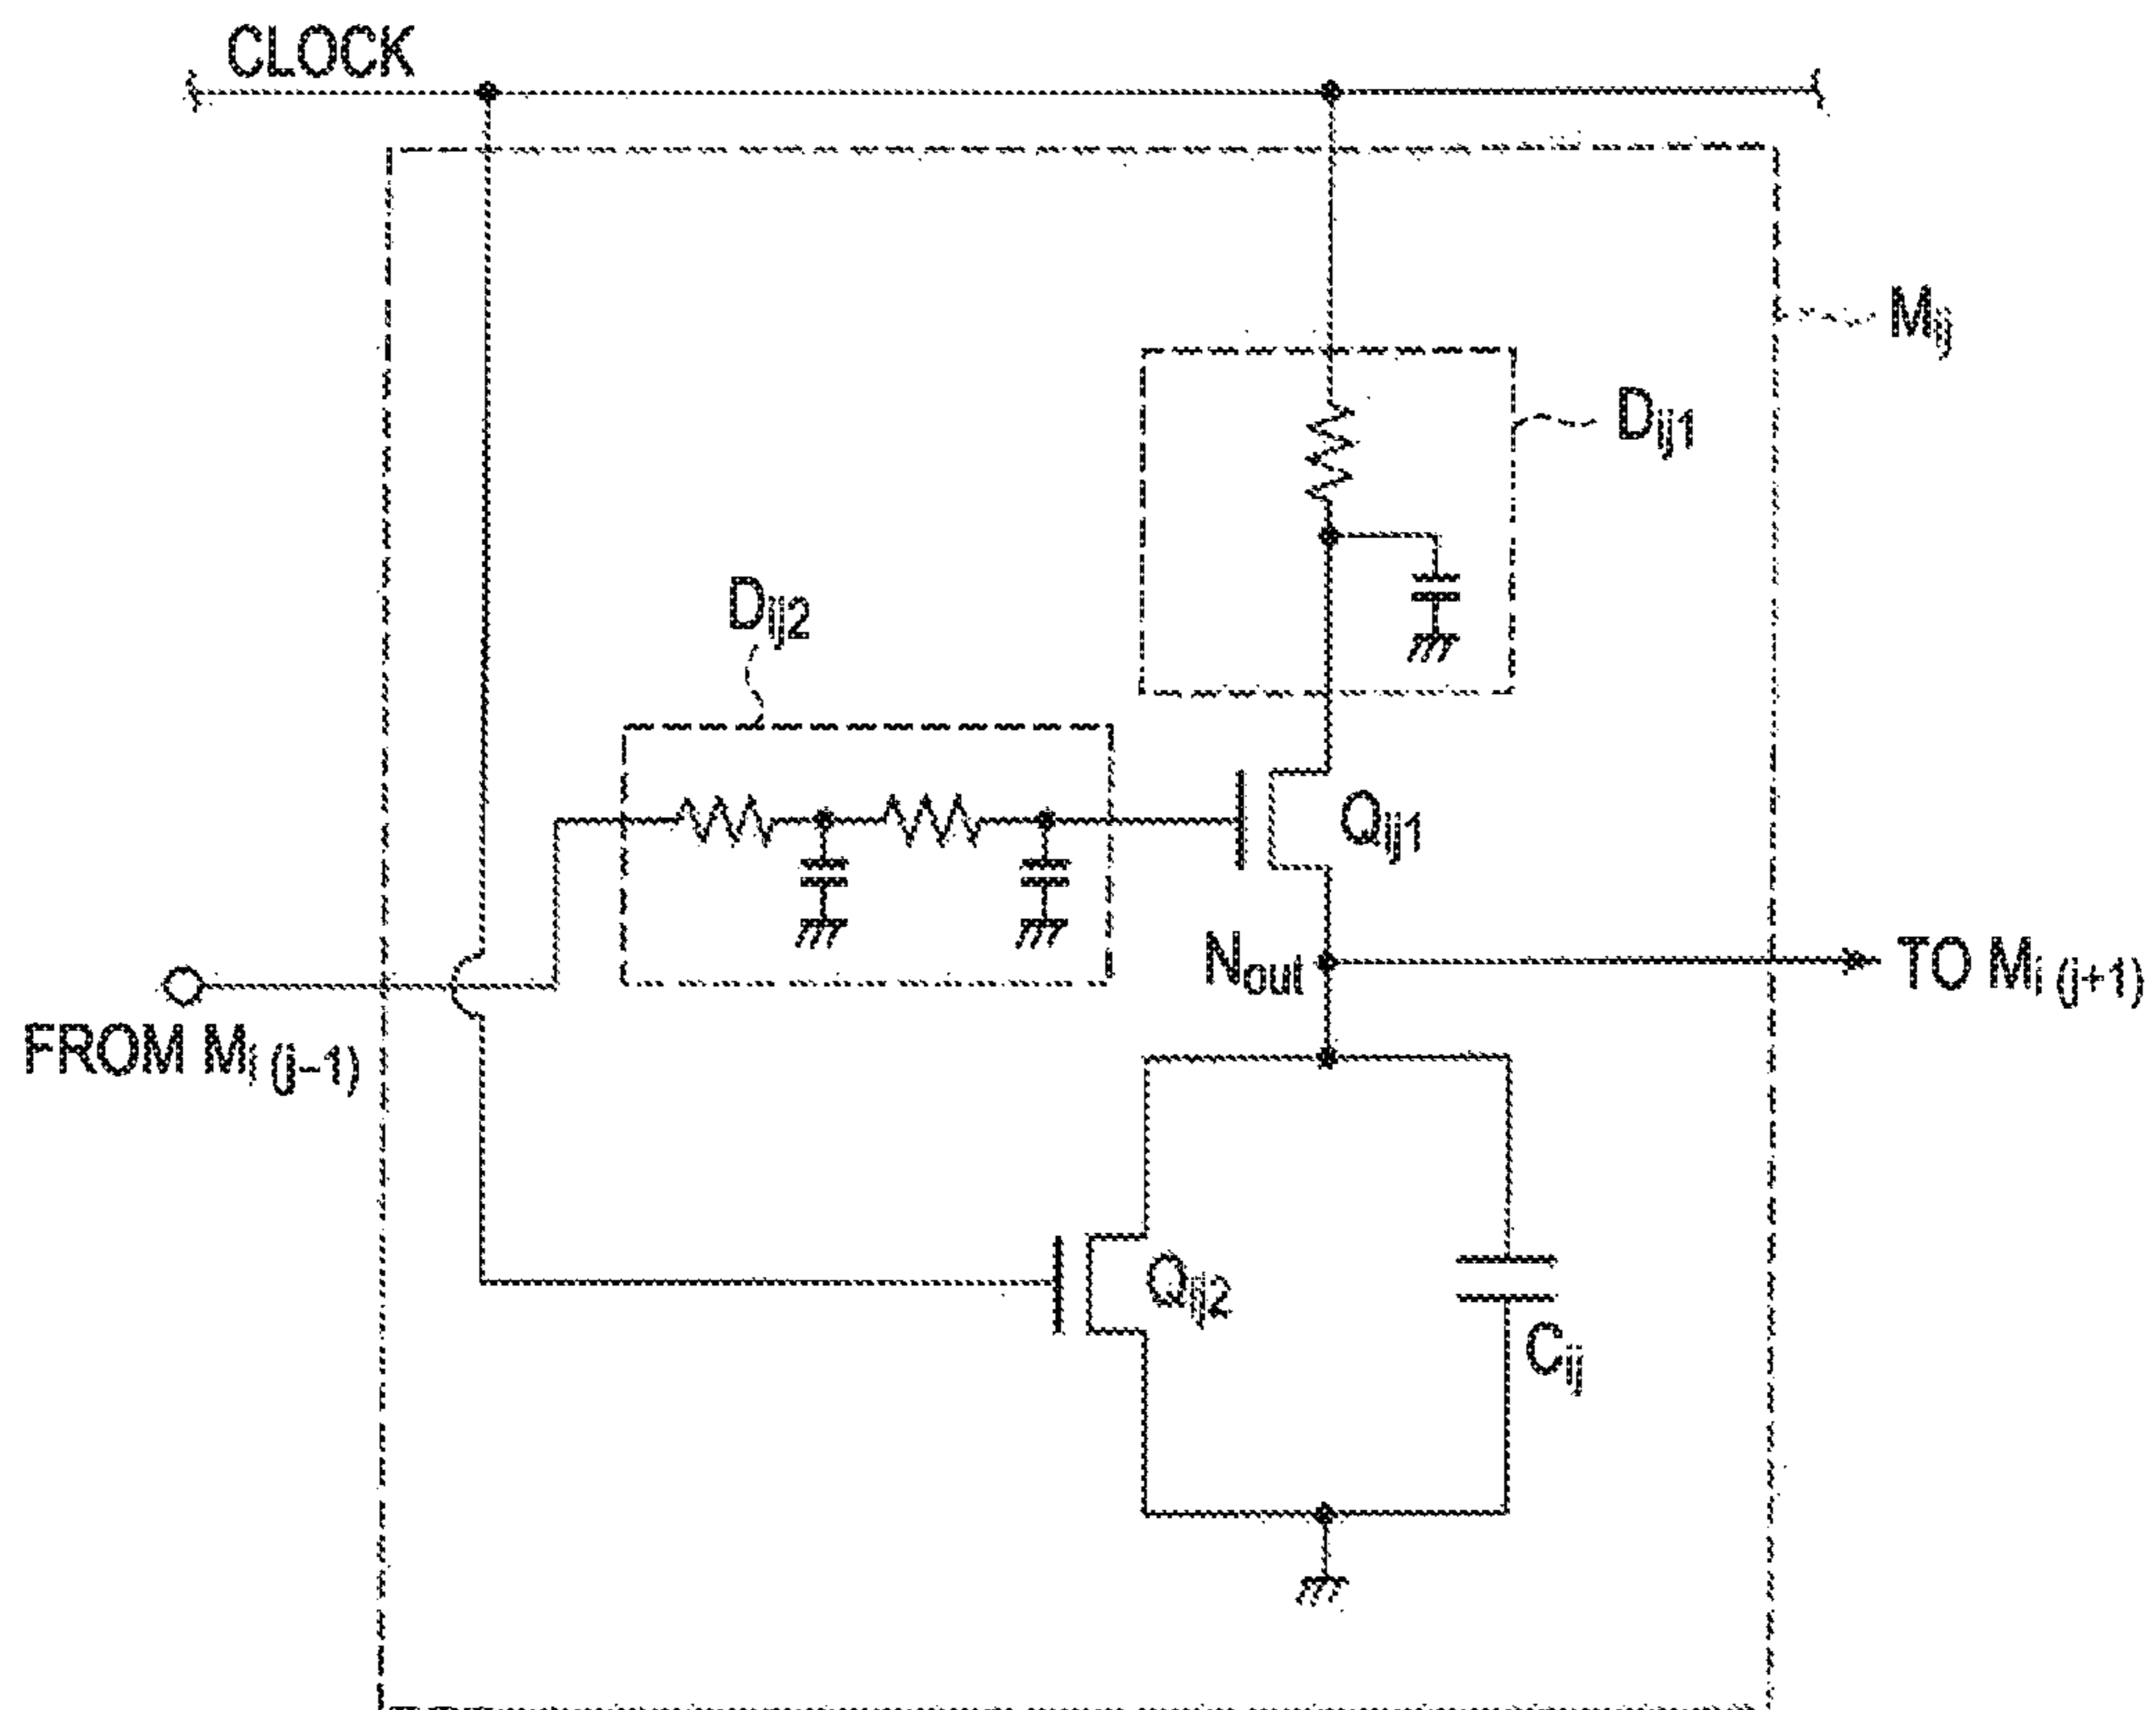 CLOCK
Mij
Dij1
Dij2
Qij1
Nout
TO Mi (j+1)
FROM Mi (j−1)
Qij2
Cij